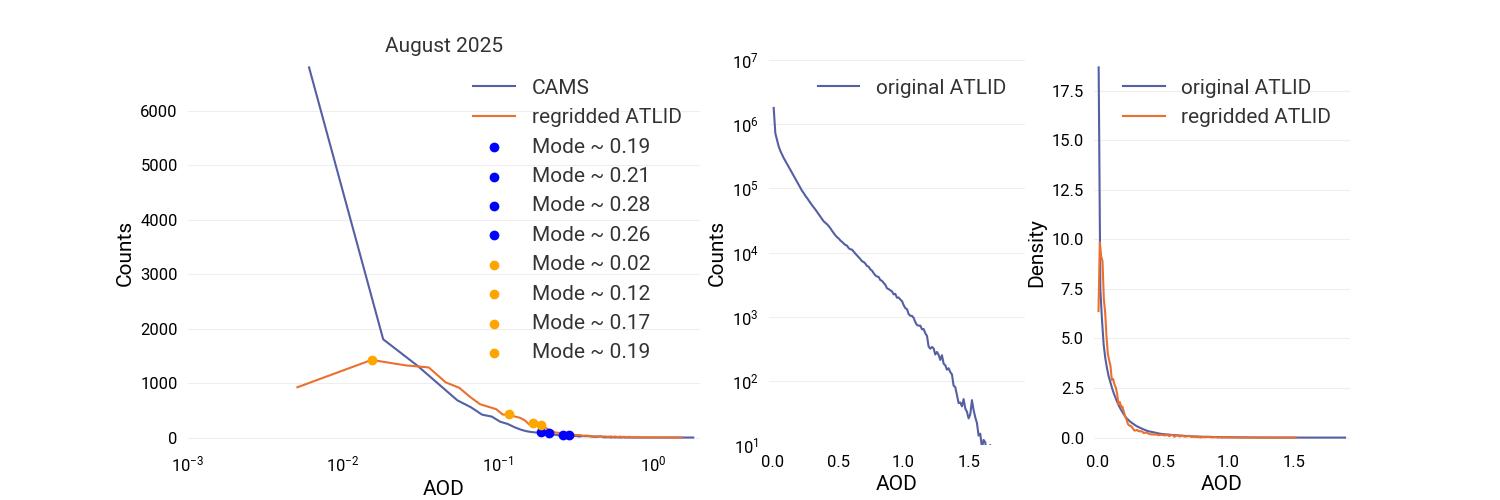 August 2025
CAMS
regridded ATLID
Mode ~ 0.19
Mode ~ 0.21
Mode ~ 0.28
Mode ~ 0.26
Mode ~ 0.02
Mode ~ 0.12
Mode ~ 0.17
Mode ~ 0.19
Counts
6000
5000
4000
3000
2000
1000
0
10⁻³ 10⁻² 10⁻¹ 10⁰
AOD
original ATLID
Counts
10⁷
10⁶
10⁵
10⁴
10³
10²
10¹
0.0 0.5 1.0 1.5
AOD
original ATLID
regridded ATLID
Density
17.5
15.0
12.5
10.0
7.5
5.0
2.5
0.0
0.0 0.5 1.0 1.5
AOD